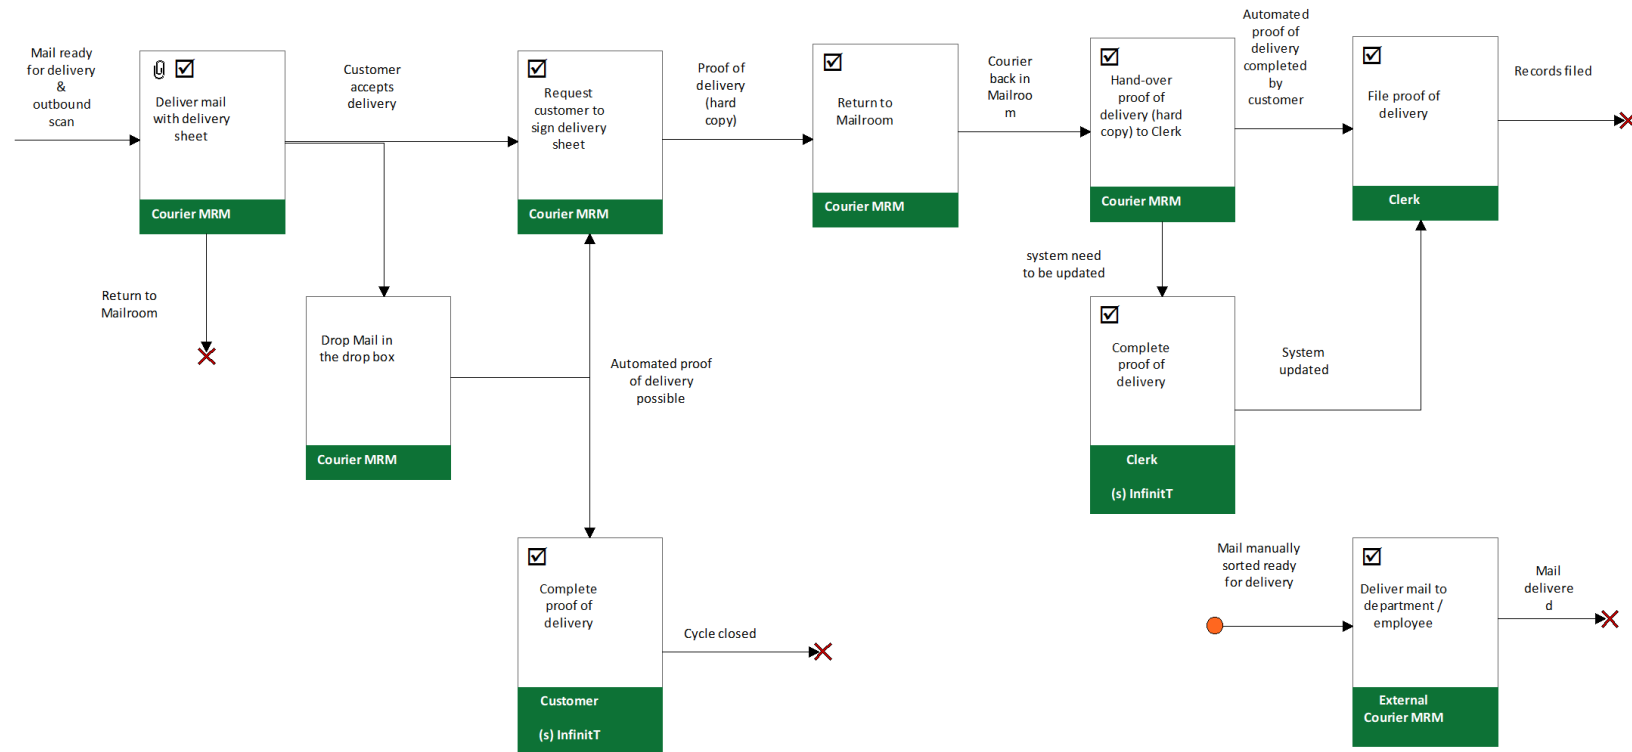 Mail ready
for delivery
&
outbound
scan
Deliver mail
with delivery
sheet
Courier MRM
Customer
accepts
delivery
Request
customer to
sign delivery
sheet
Courier MRM
Proof of
delivery
(hard
copy)
Return to
Mailroom
Courier MRM
Courier
back in
Mailroo
m
Hand-over
proof of
delivery (hard
copy) to Clerk
Courier MRM
Automated
proof of
delivery
completed
by
customer
File proof of
delivery
Clerk
Records filed
Return to
Mailroom
Drop Mail in
the drop box
Courier MRM
Automated proof
of delivery
possible
system need
to be updated
Complete
proof of
delivery
Clerk
(s) InfinitT
System
updated
Complete
proof of
delivery
Customer
(s) InfinitT
Cycle closed
Mail manually
sorted ready
for delivery
Deliver mail to
department /
employee
External
Courier MRM
Mail
delivere
d